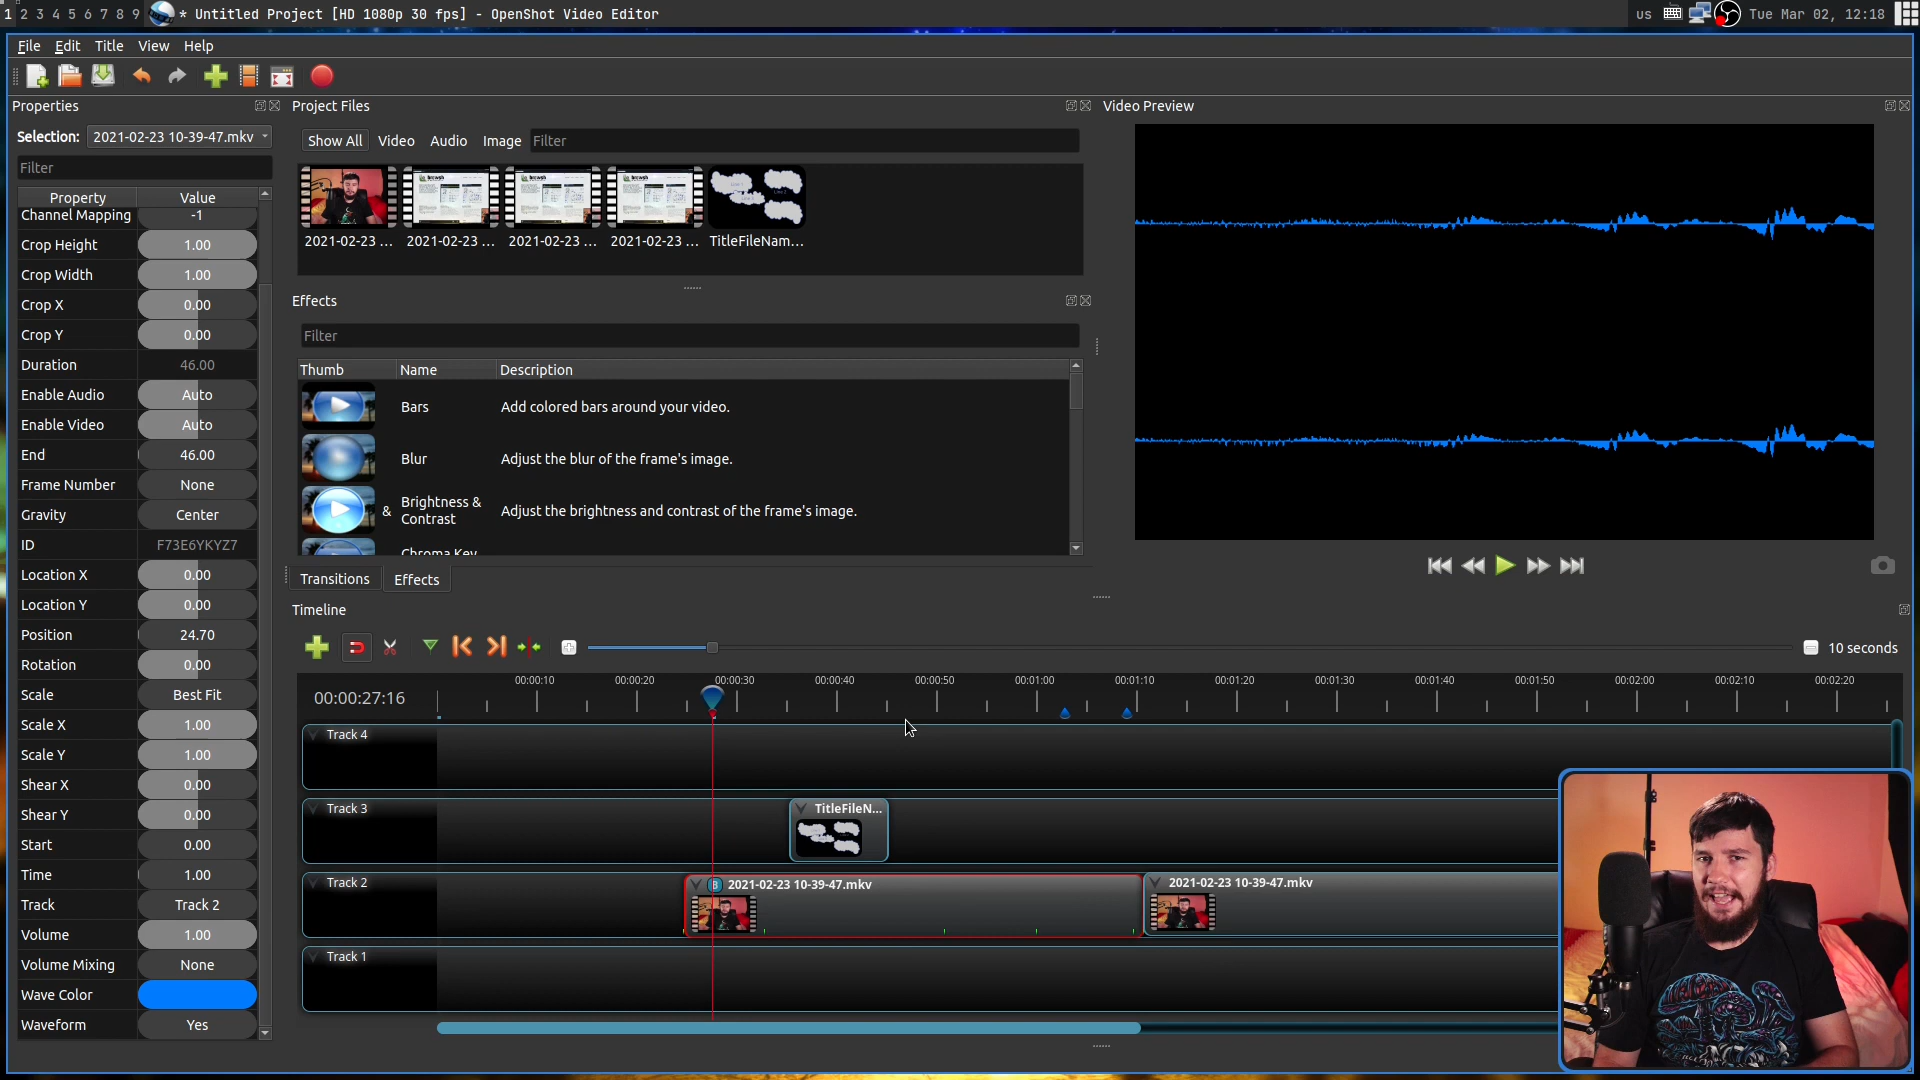 1 2 3 4 5 6 7 8 9 * Untitled Project [HD 1080p 30 fps] - OpenShot Video Editor us Tue Mar 02, 12:18
File Edit Title View Help
Properties
Selection: 2021-02-23 10-39-47.mkv
Filter
Property Value
Channel Mapping -1
Crop Height 1.00
Crop Width 1.00
Crop X 0.00
Crop Y 0.00
Duration 46.00
Enable Audio Auto
Enable Video Auto
End 46.00
Frame Number None
Gravity Center
ID F73E6YKYZ7
Location X 0.00
Location Y 0.00
Position 24.70
Rotation 0.00
Scale Best Fit
Scale X 1.00
Scale Y 1.00
Shear X 0.00
Shear Y 0.00
Start 0.00
Time 1.00
Track Track 2
Volume 1.00
Volume Mixing None
Wave Color
Waveform Yes
Project Files
Show All Video Audio Image Filter
2021-02-23 ... 2021-02-23 ... 2021-02-23 ... 2021-02-23 ... TitleFileNam...
Effects
Filter
Thumb Name Description
Bars Add colored bars around your video.
Blur Adjust the blur of the frame's image.
& Brightness & Contrast Adjust the brightness and contrast of the frame's image.
Chroma Key
Transitions Effects
Video Preview
Timeline
10 seconds
00:00:27:16
00:00:10 00:00:20 00:00:30 00:00:40 00:00:50 00:01:00 00:01:10 00:01:20 00:01:30 00:01:40 00:01:50 00:02:00 00:02:10 00:02:20
Track 4
Track 3
TitleFileN...
Track 2
B 2021-02-23 10-39-47.mkv
2021-02-23 10-39-47.mkv
Track 1